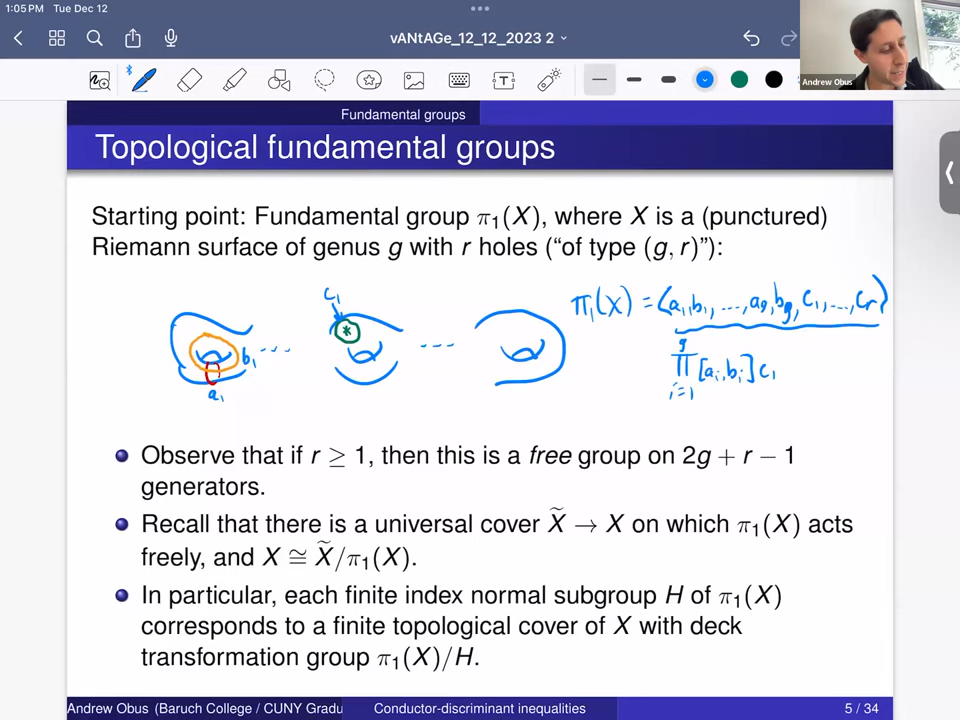 1:05 PM Tue Dec 12
vANtAGe_12_12_2023 2
Andrew Obus
Fundamental groups
Topological fundamental groups
Starting point: Fundamental group π₁(X), where X is a (punctured)
Riemann surface of genus g with r holes (“of type (g, r)”):
C₁
π₁(X) = ⟨a₁, b₁, ..., a_g, b_g, c₁, ..., c_r⟩
b₁ ... * ...
a₁
∏_{i=1}^{g} [a_i, b_i] c₁
Observe that if r ≥ 1, then this is a free group on 2g + r − 1
generators.
Recall that there is a universal cover X̃ → X on which π₁(X) acts
freely, and X ≅ X̃/π₁(X).
In particular, each finite index normal subgroup H of π₁(X)
corresponds to a finite topological cover of X with deck
transformation group π₁(X)/H.
Andrew Obus (Baruch College / CUNY Gradu
Conductor-discriminant inequalities
5 / 34